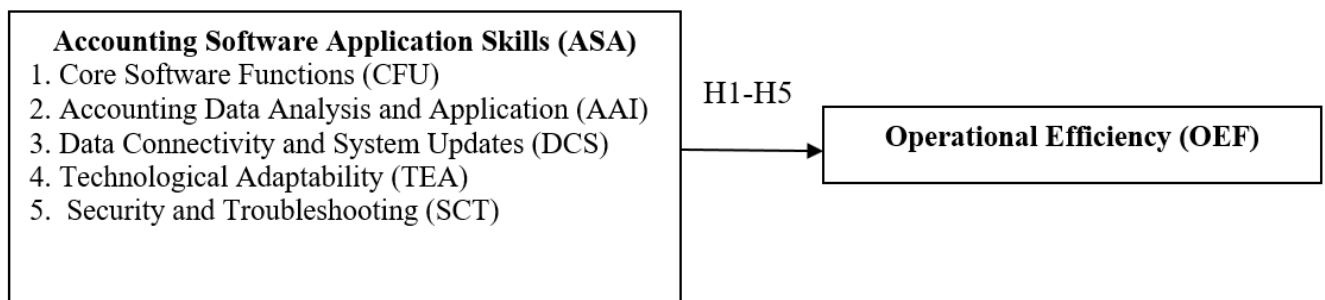 Accounting Software Application Skills (ASA)
1. Core Software Functions (CFU)
2. Accounting Data Analysis and Application (AAI)
3. Data Connectivity and System Updates (DCS)
4. Technological Adaptability (TEA)
5. Security and Troubleshooting (SCT)
H1-H5
Operational Efficiency (OEF)